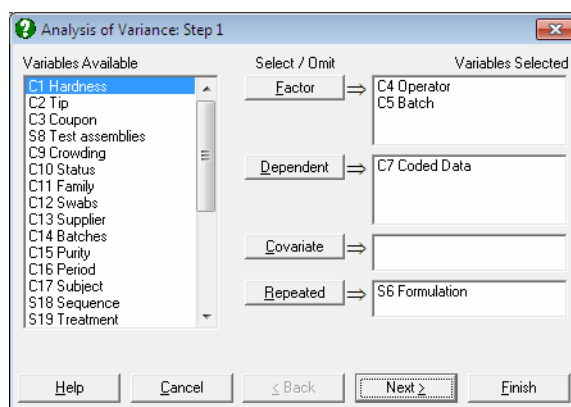 Analysis of Variance: Step 1
Variables Available
Select / Omit
Variables Selected
C1 Hardness
C2 Tip
C3 Coupon
S8 Test assemblies
C9 Crowding
C10 Status
C11 Family
C12 Swabs
C13 Supplier
C14 Batches
C15 Purity
C16 Period
C17 Subject
S18 Sequence
S19 Treatment
Factor
C4 Operator
C5 Batch
Dependent
C7 Coded Data
Covariate
Repeated
S6 Formulation
Help
Cancel
< Back
Next >
Finish